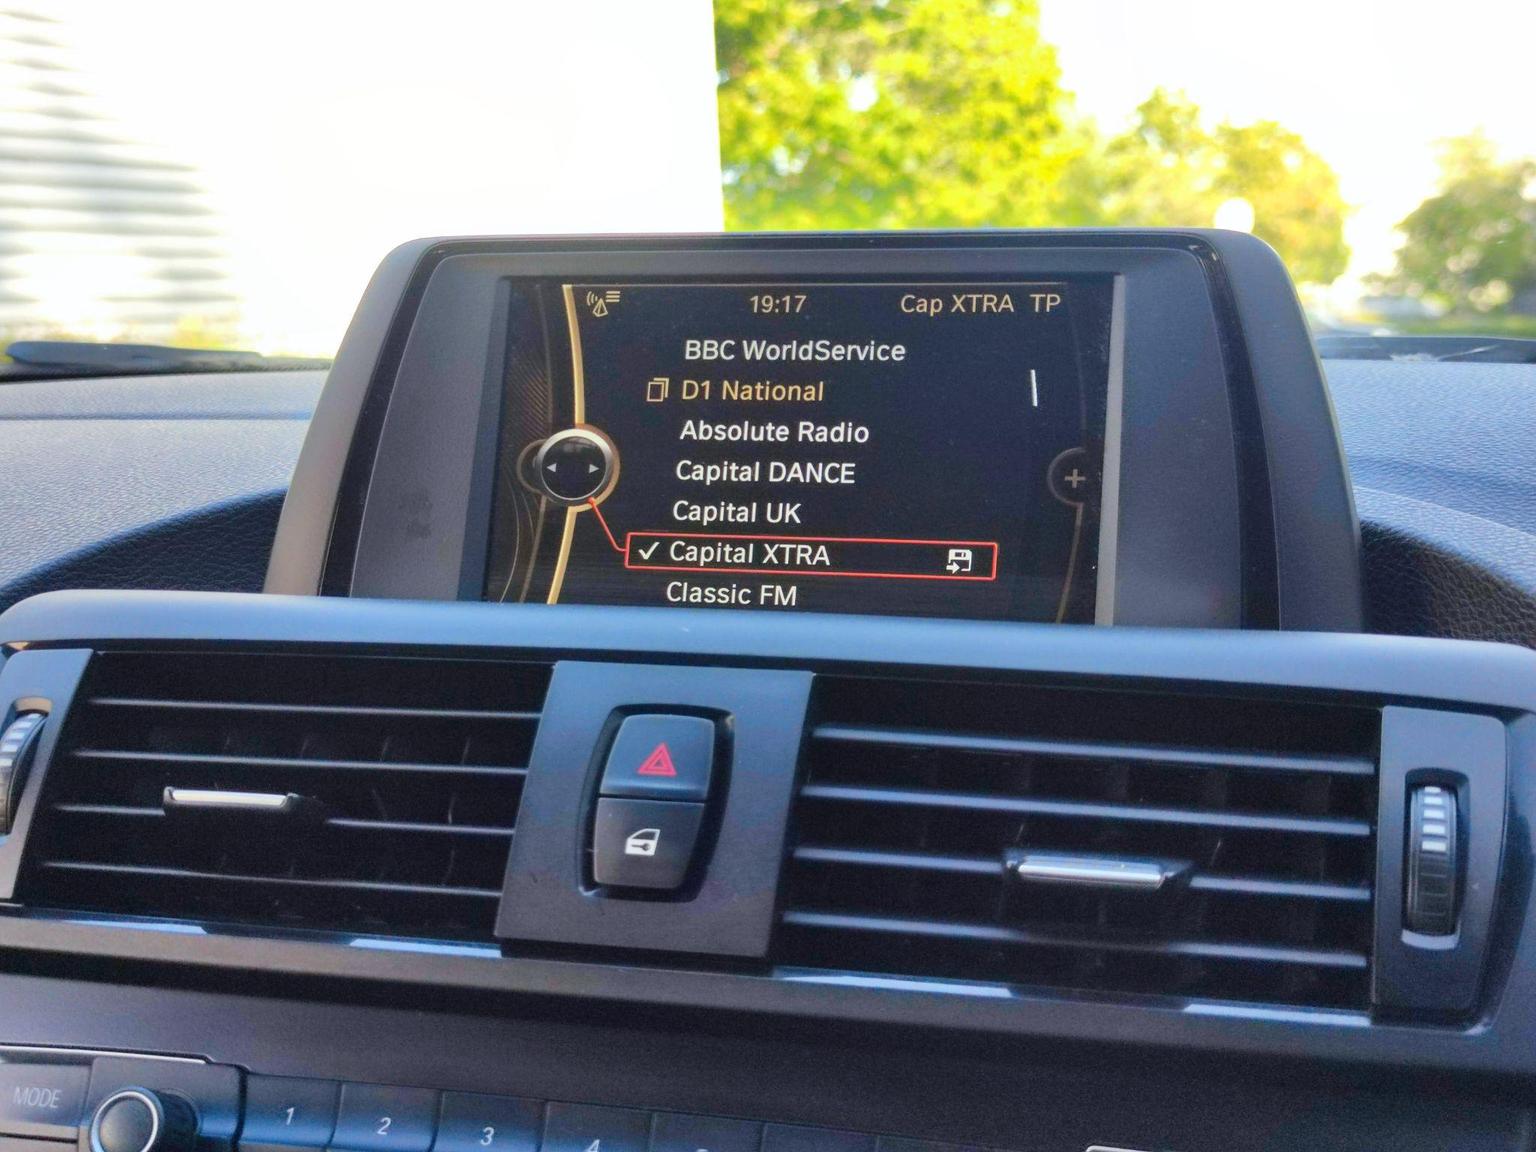 19:17 Cap XTRA TP
BBC WorldService
D1 National
Absolute Radio
Capital DANCE
Capital UK
Capital XTRA
Classic FM
MODE
1 2 3 4